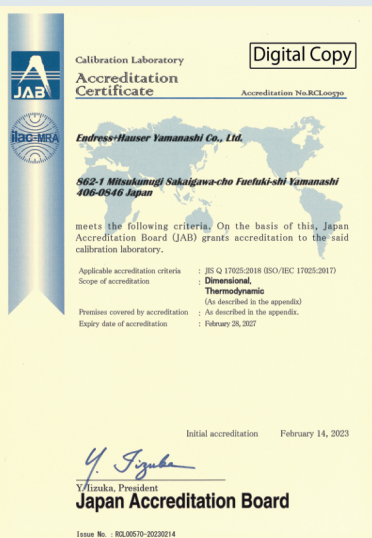 Digital Copy
JAB
Calibration Laboratory
Accreditation
Certificate
Accreditation No.RCL00570
ilac-MRA
Endress+Hauser Yamanashi Co., Ltd.
862-1 Mitsukunugi Sakaigawa-cho Fuefuki-shi Yamanashi
406-0846 Japan
meets the following criteria. On the basis of this, Japan
Accreditation Board (JAB) grants accreditation to the said
calibration laboratory.
Applicable accreditation criteria : JIS Q 17025:2018 (ISO/IEC 17025:2017)
Scope of accreditation : Dimensional,
Thermodynamic
(As described in the appendix)
Premises covered by accreditation : As described in the appendix.
Expiry date of accreditation : February 28, 2027
Initial accreditation February 14, 2023
Y. Iizuka
Y. Iizuka, President
Japan Accreditation Board
Issue No. : RCL00570-20230214